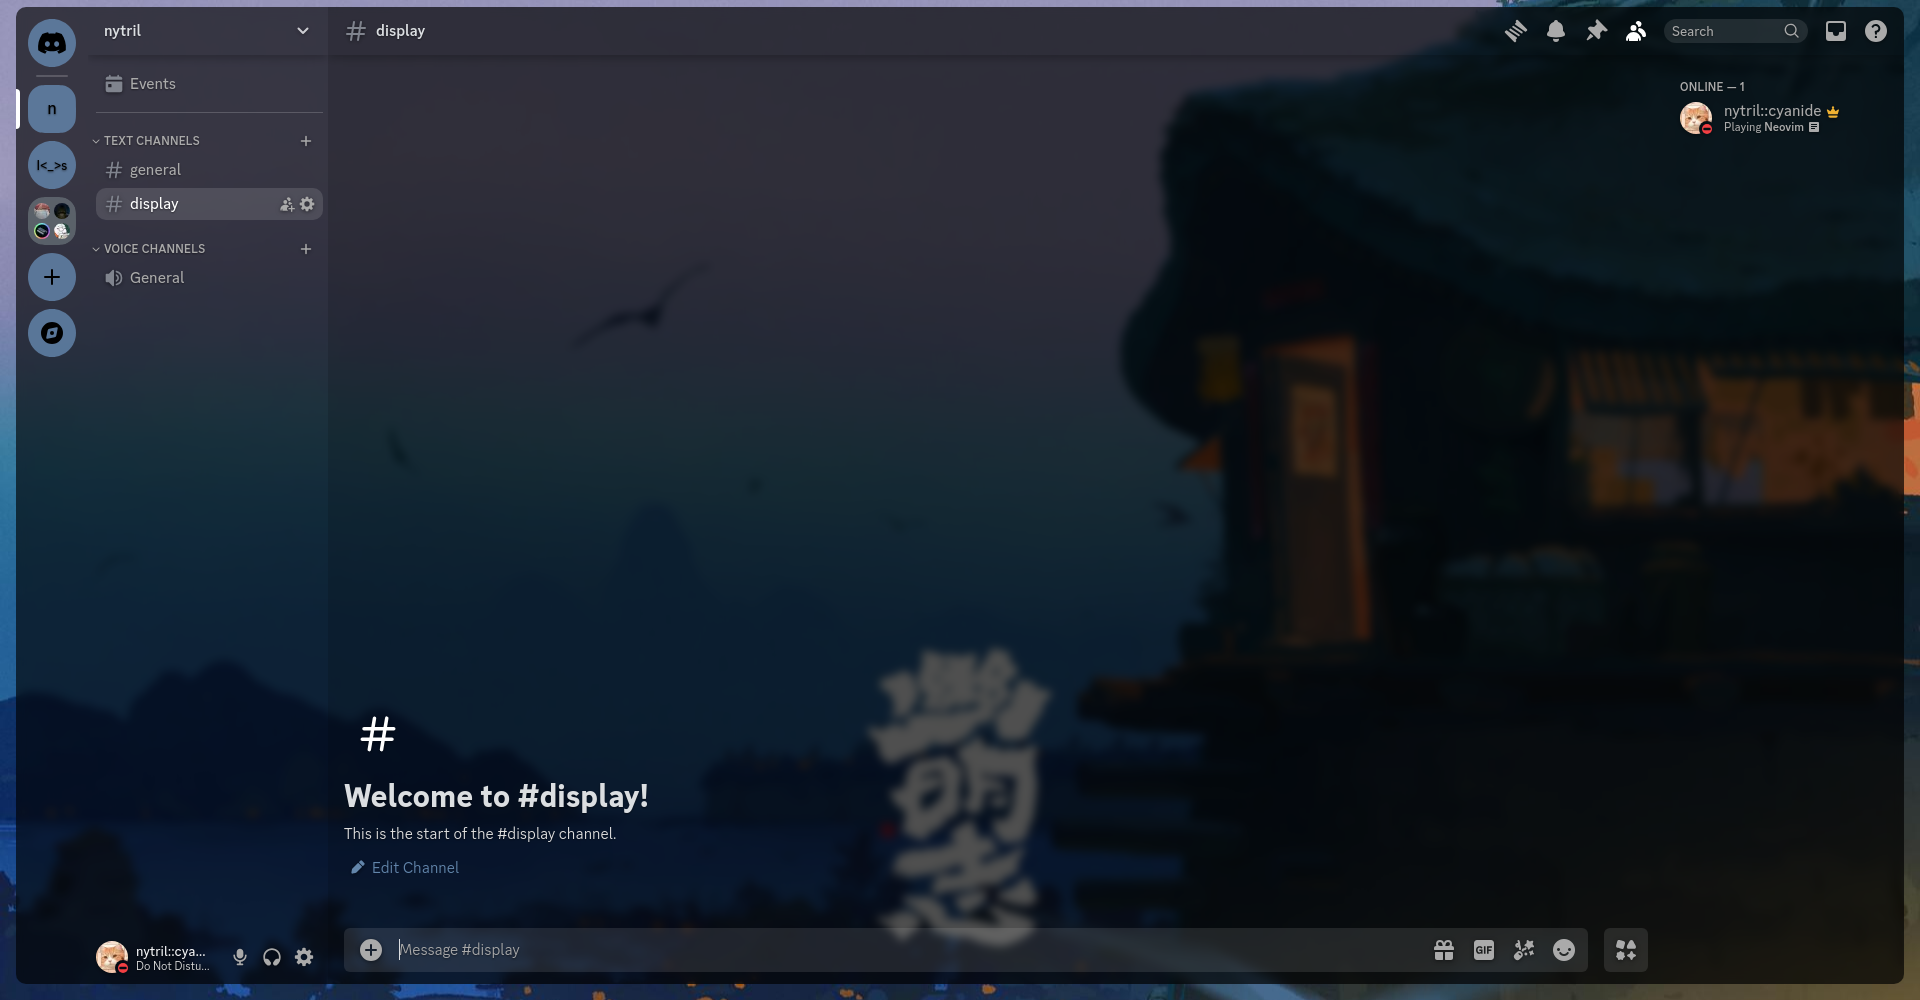 nytril
# display
Search
n
|<_>s
Events
TEXT CHANNELS
# general
# display
VOICE CHANNELS
General
ONLINE — 1
nytril::cyanide
Playing Neovim
#
Welcome to #display!
This is the start of the #display channel.
Edit Channel
nytril::cya...
Do Not Distu...
Message #display
GIF